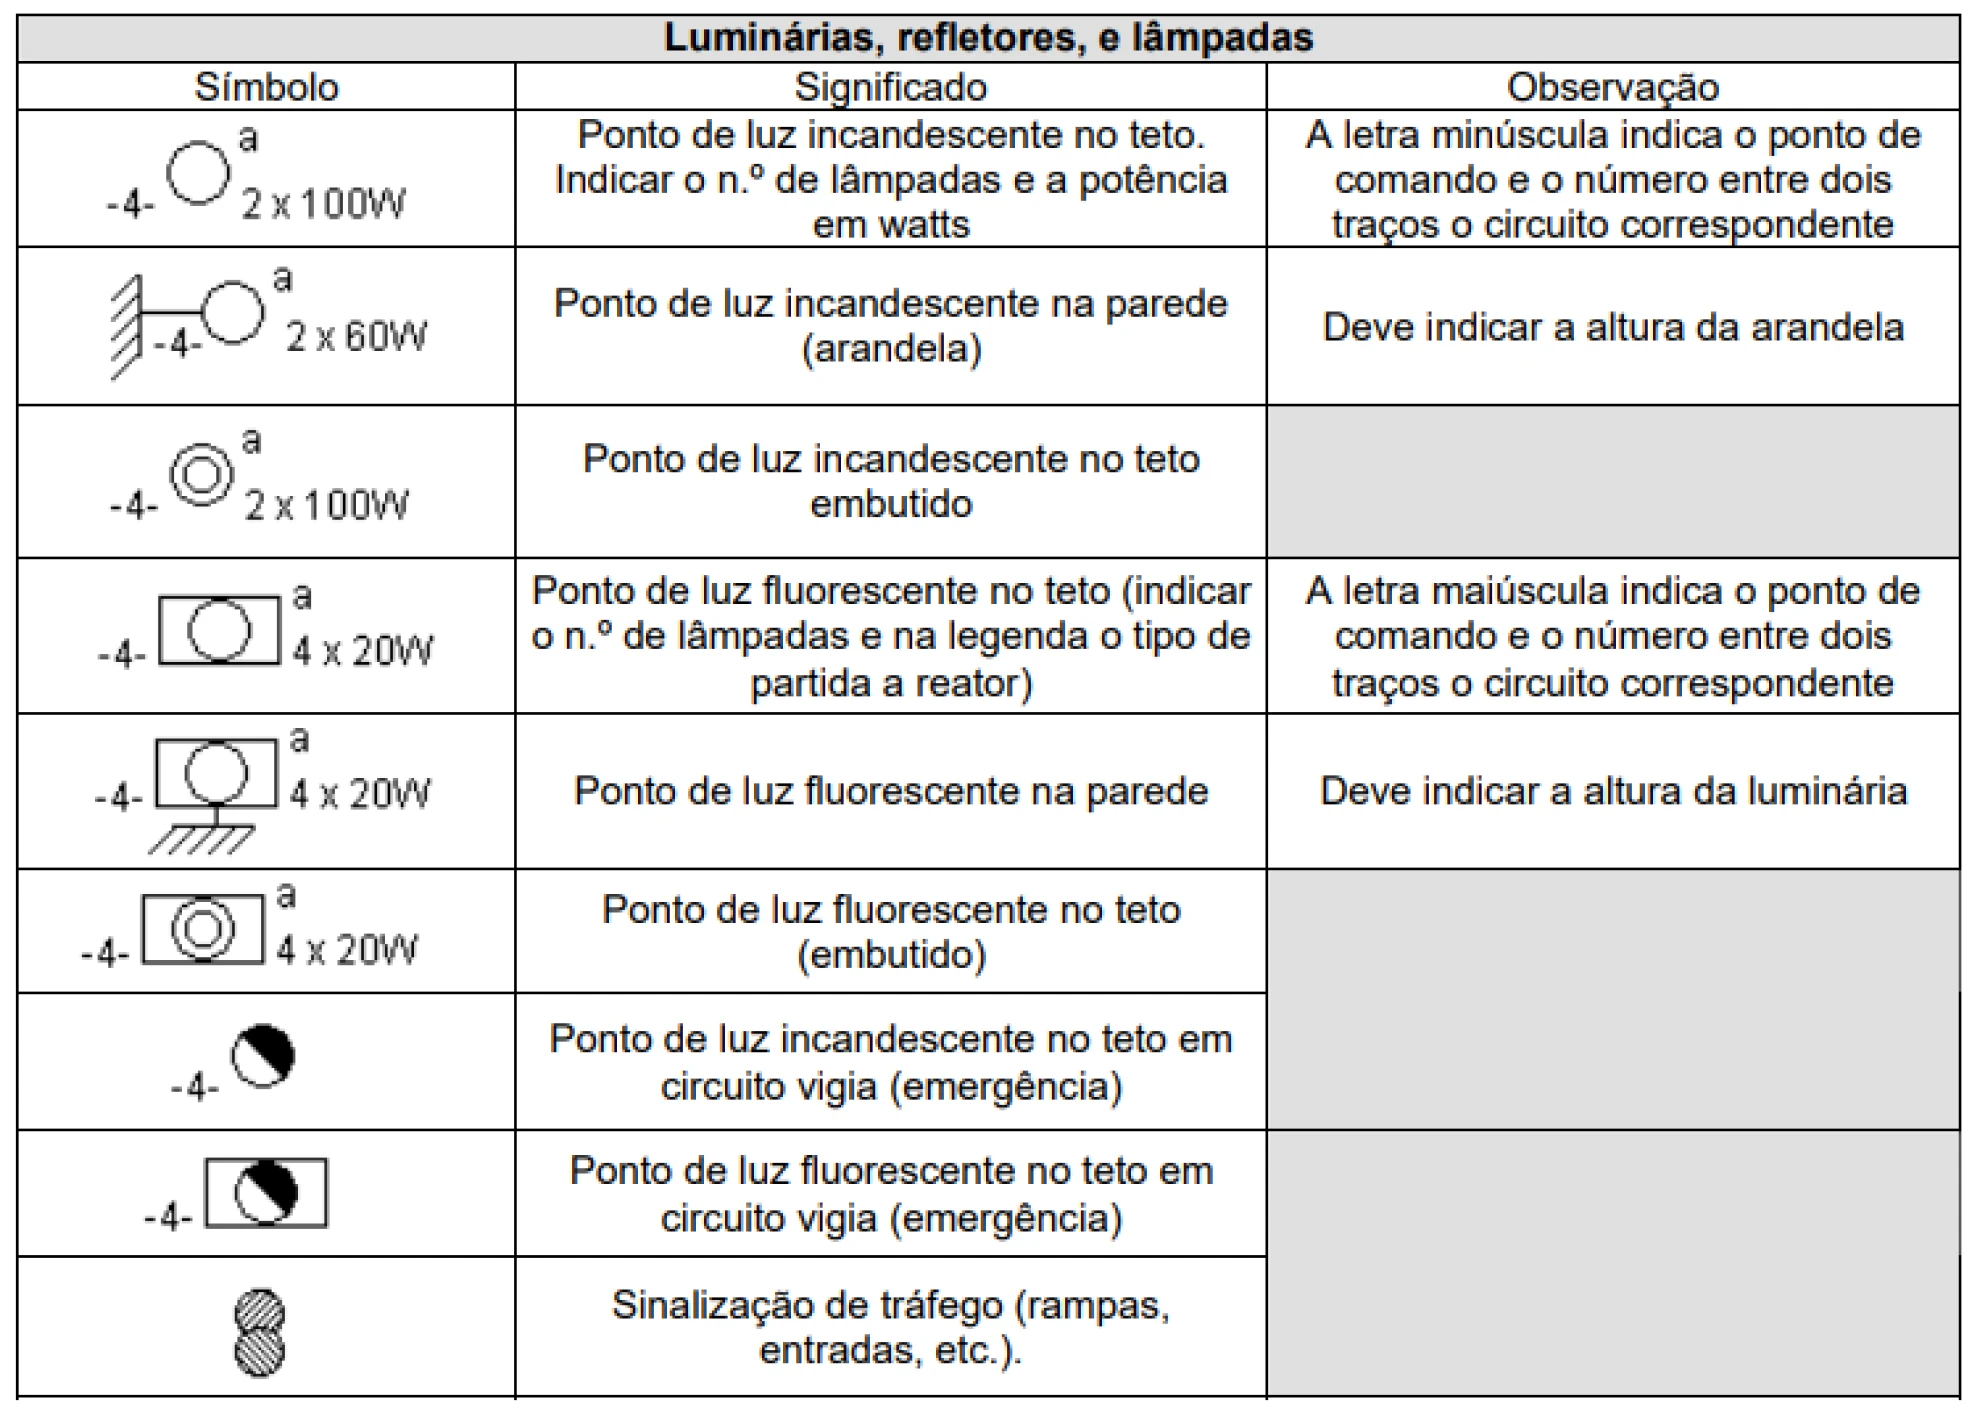 Luminárias, refletores, e lâmpadas
Símbolo
Significado
Observação
a
-4-
2 x 100W
Ponto de luz incandescente no teto.
Indicar o n.º de lâmpadas e a potência
em watts
A letra minúscula indica o ponto de
comando e o número entre dois
traços o circuito correspondente
a
-4-
2 x 60W
Ponto de luz incandescente na parede
(arandela)
Deve indicar a altura da arandela
a
-4-
2 x 100W
Ponto de luz incandescente no teto
embutido
a
-4-
4 x 20W
Ponto de luz fluorescente no teto (indicar
o n.º de lâmpadas e na legenda o tipo de
partida a reator)
A letra maiúscula indica o ponto de
comando e o número entre dois
traços o circuito correspondente
a
-4-
4 x 20W
Ponto de luz fluorescente na parede
Deve indicar a altura da luminária
a
-4-
4 x 20W
Ponto de luz fluorescente no teto
(embutido)
-4-
Ponto de luz incandescente no teto em
circuito vigia (emergência)
-4-
Ponto de luz fluorescente no teto em
circuito vigia (emergência)
Sinalização de tráfego (rampas,
entradas, etc.).